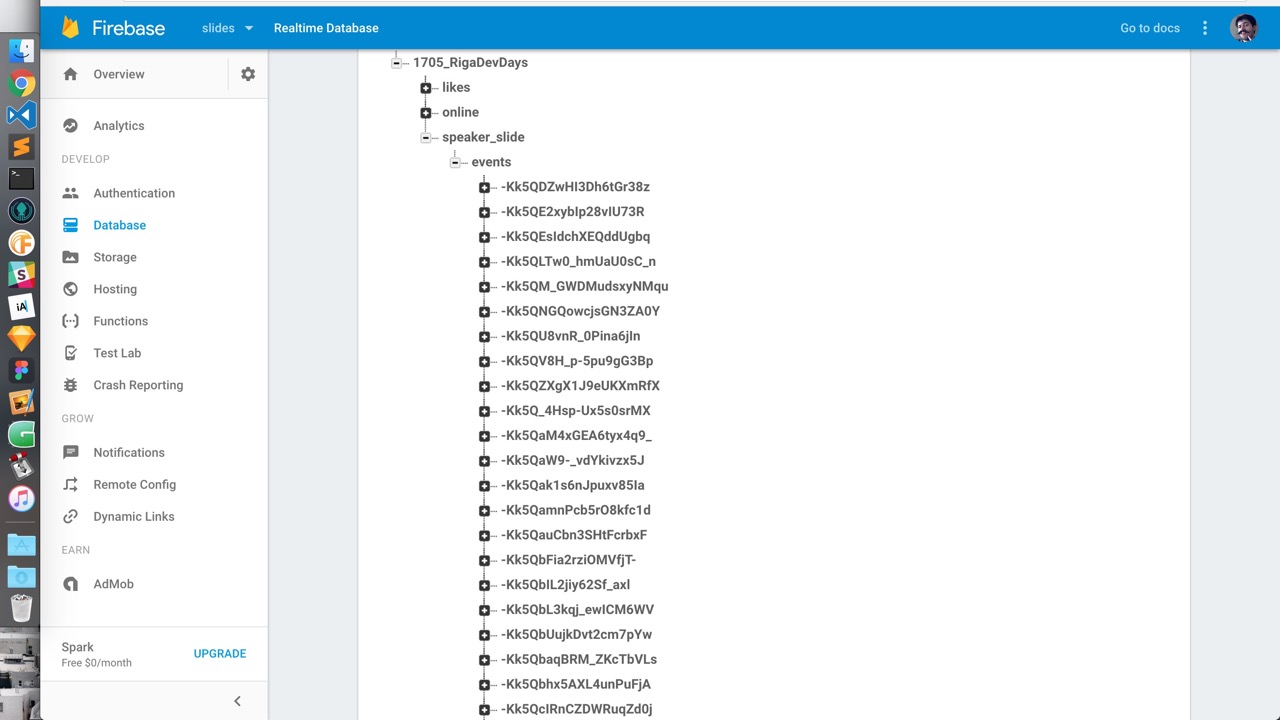 Firebase
slides
Realtime Database
Go to docs
Overview
Analytics
DEVELOP
Authentication
Database
Storage
Hosting
Functions
Test Lab
Crash Reporting
GROW
Notifications
Remote Config
Dynamic Links
EARN
AdMob
Spark
Free $0/month
UPGRADE
1705_RigaDevDays
likes
online
speaker_slide
events
-Kk5QDZwHI3Dh6tGr38z
-Kk5QE2xybIp28vIU73R
-Kk5QEsIdchXEQddUgbq
-Kk5QLTw0_hmUaU0sC_n
-Kk5QM_GWDMudsxyNMqu
-Kk5QNGQowcjsGN3ZA0Y
-Kk5QU8vnR_0Pina6jIn
-Kk5QV8H_p-5pu9gG3Bp
-Kk5QZXgX1J9eUKXmRfX
-Kk5Q_4Hsp-Ux5s0srMX
-Kk5QaM4xGEA6tyx4q9_
-Kk5QaW9-_vdYkivzx5J
-Kk5Qak1s6nJpuxv85Ia
-Kk5QamnPcb5rO8kfc1d
-Kk5QauCbn3SHtFcrbxF
-Kk5QbFia2rziOMVfjT-
-Kk5QbIL2jiy62Sf_axl
-Kk5QbL3kqj_ewICM6WV
-Kk5QbUujkDvt2cm7pYw
-Kk5QbaqBRM_ZKcTbVLs
-Kk5Qbhx5AXL4unPuFjA
-Kk5QcIRnCZDWRuqZd0j